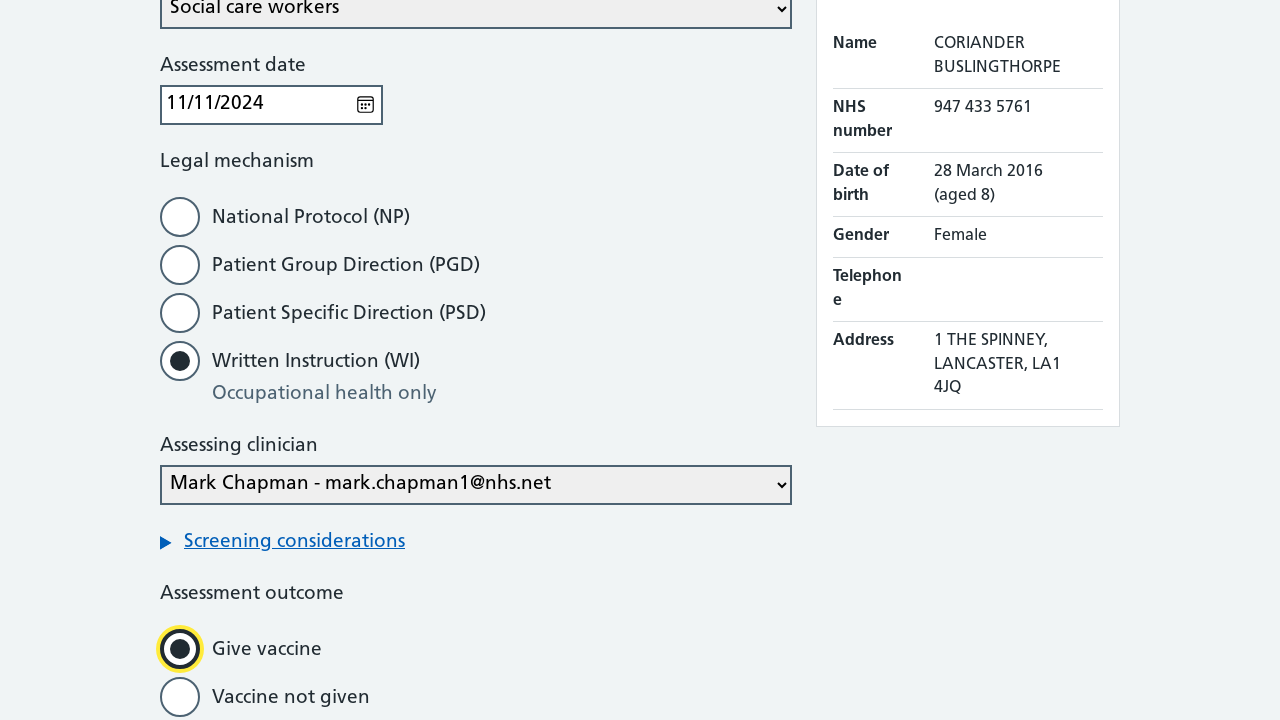 Social care workers
Assessment date
11/11/2024
Legal mechanism
National Protocol (NP)
Patient Group Direction (PGD)
Patient Specific Direction (PSD)
Written Instruction (WI)
Occupational health only
Assessing clinician
Mark Chapman - mark.chapman1@nhs.net
Screening considerations
Assessment outcome
Give vaccine
Vaccine not given
Name CORIANDER
BUSLINGTHORPE
NHS 947 433 5761
number
Date of 28 March 2016
birth (aged 8)
Gender Female
Telephon
e
Address 1 THE SPINNEY,
LANCASTER, LA1
4JQ